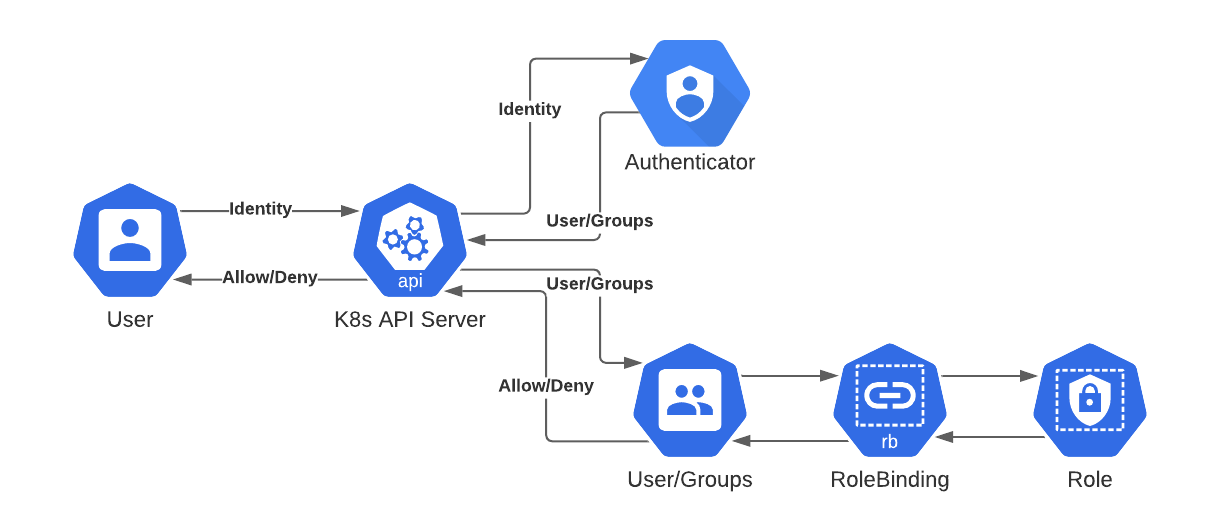 Identity
Authenticator
Identity
User/Groups
Allow/Deny
api
User/Groups
User
K8s API Server
Allow/Deny
rb
User/Groups
RoleBinding
Role